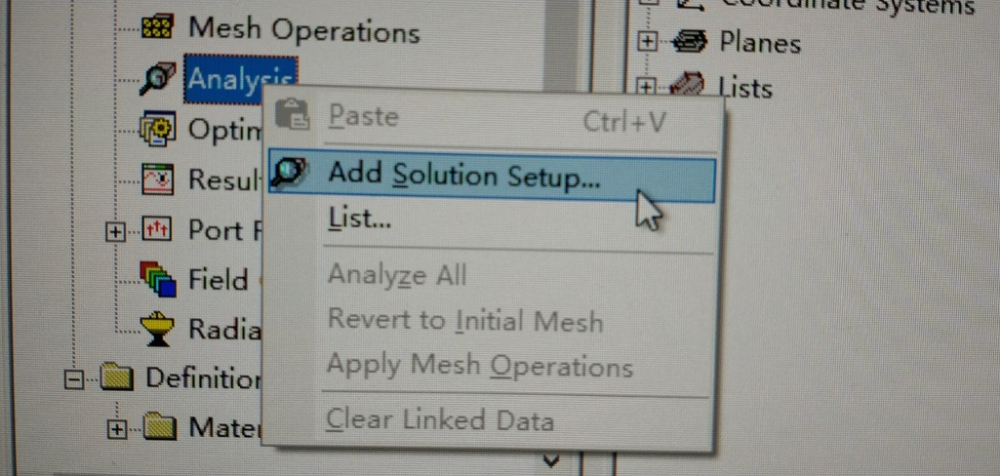 Mesh Operations
Analysis
Optim
Resul
Port
Field
Radia
Definition
Mate
Coordinate Systems
Planes
Lists
Paste Ctrl+V
Add Solution Setup...
List...
Analyze All
Revert to Initial Mesh
Apply Mesh Operations
Clear Linked Data